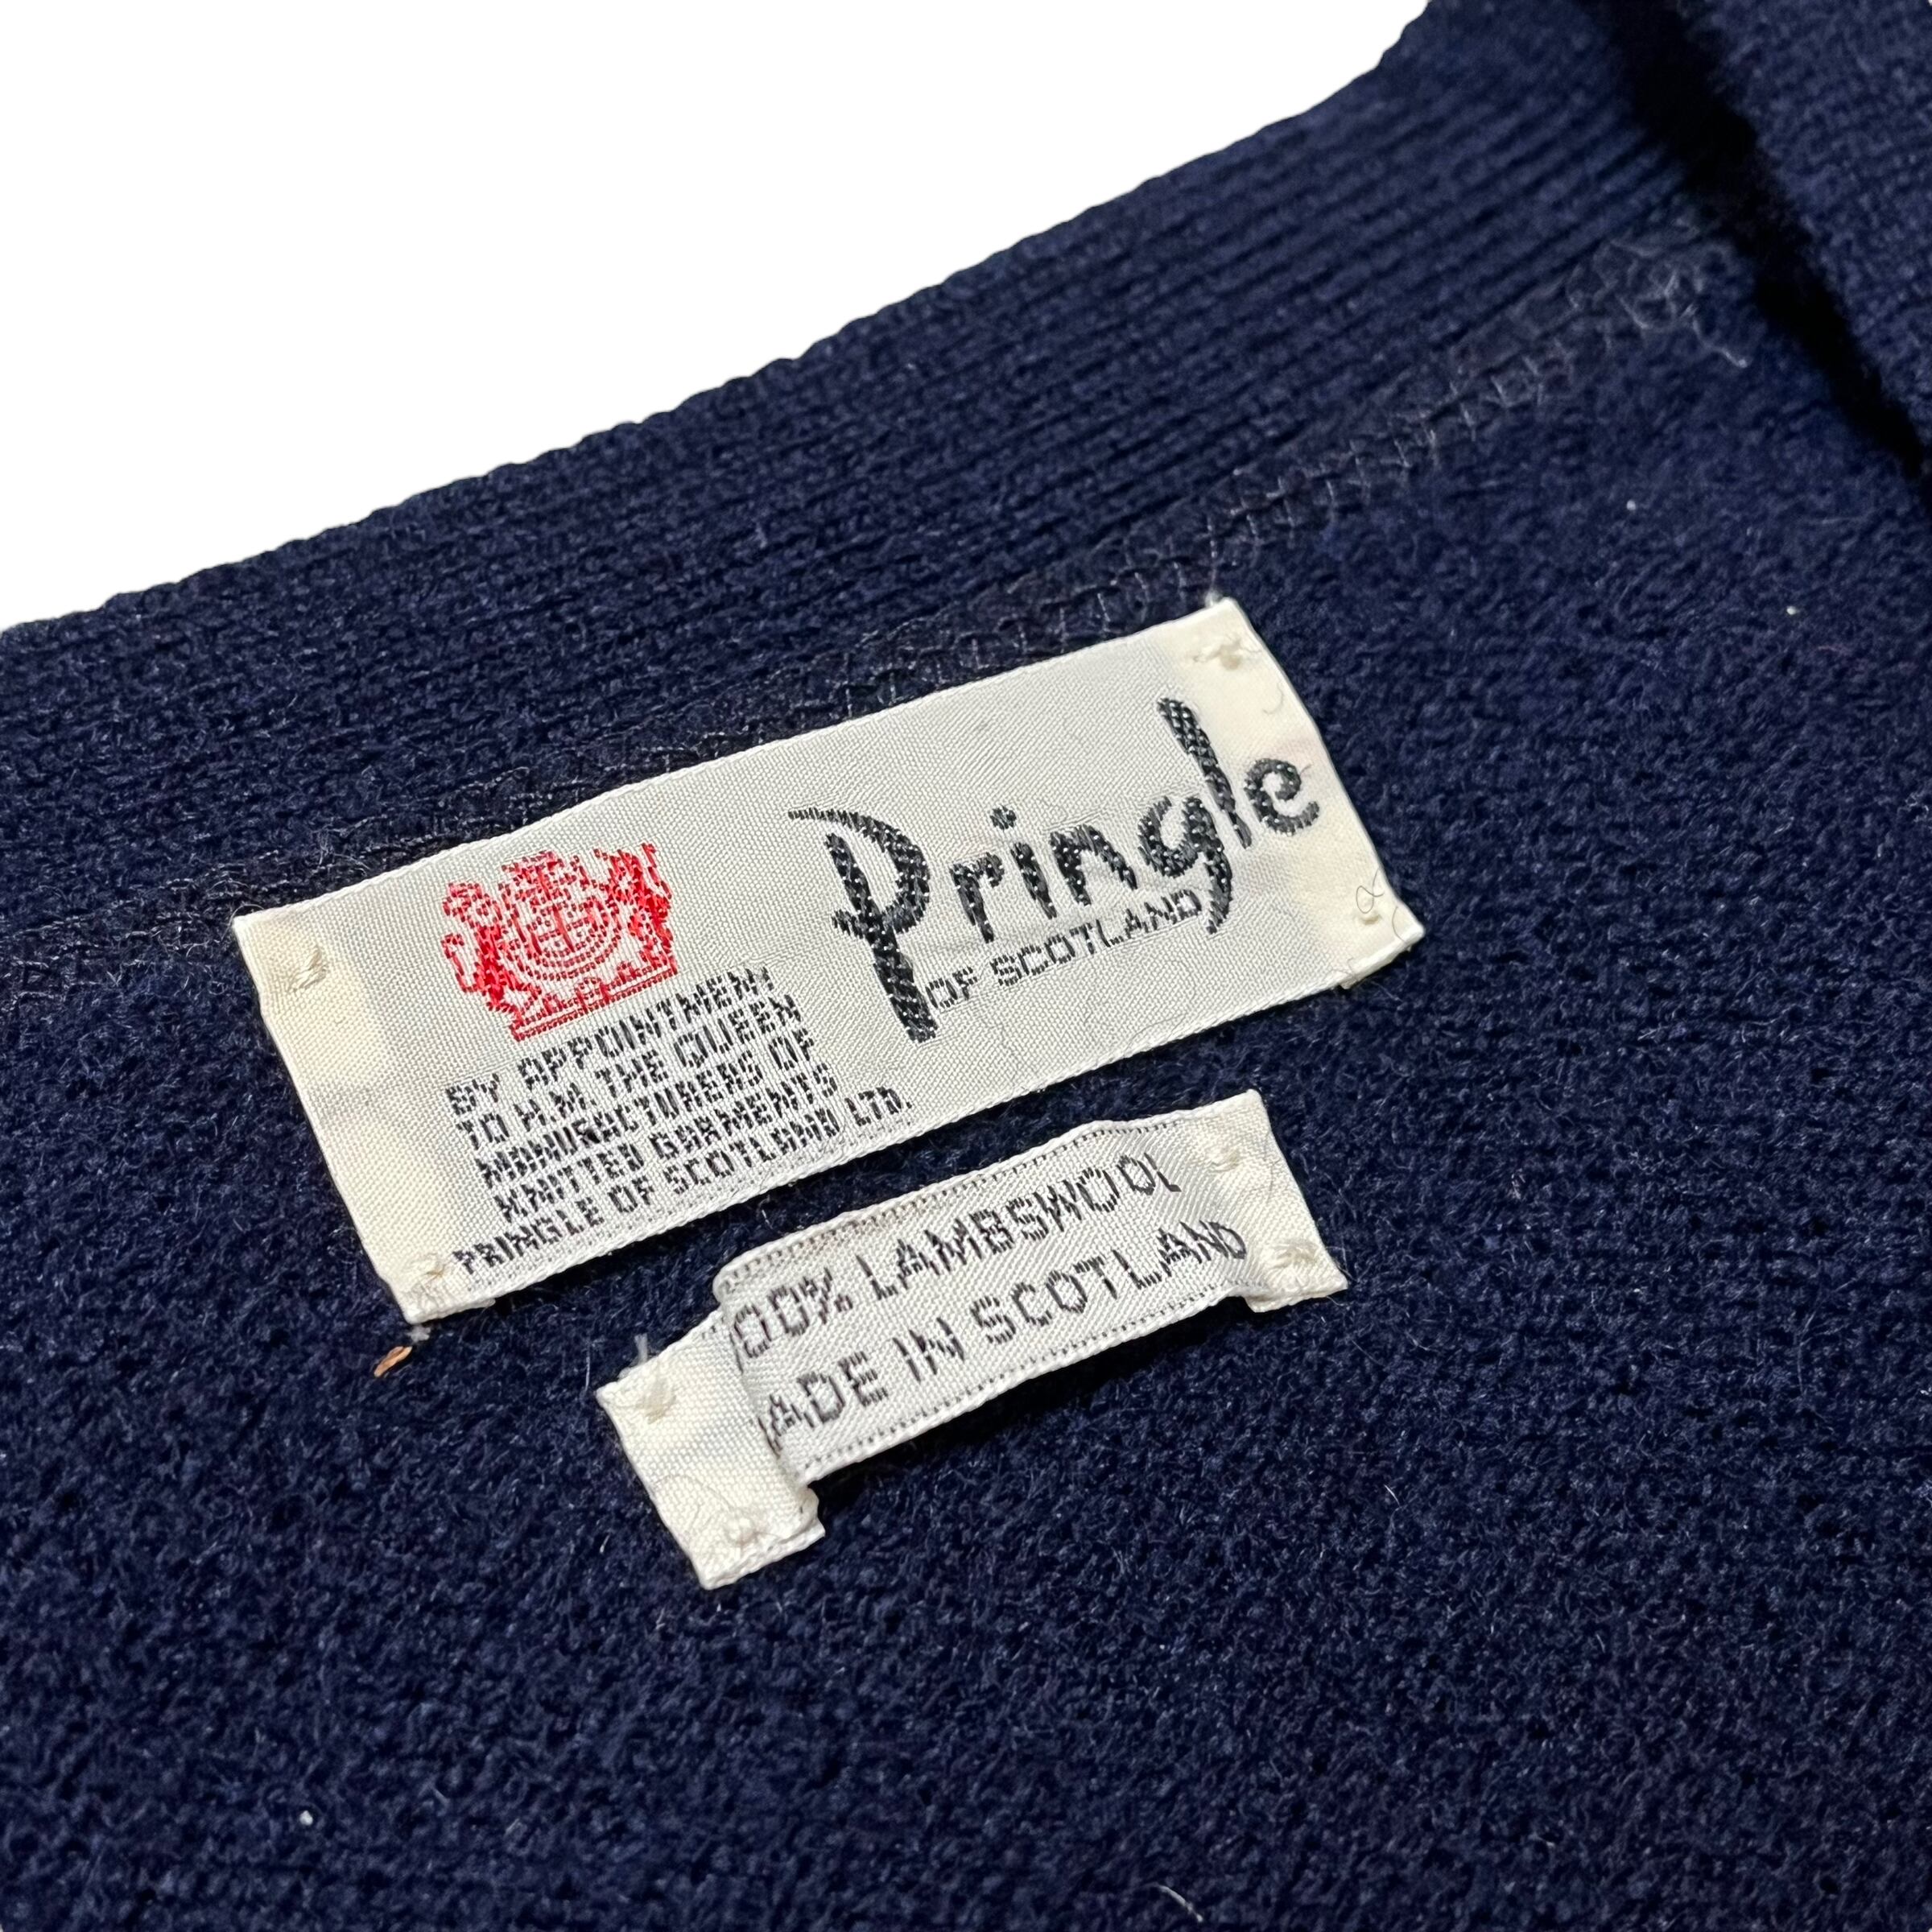 Pringle
OF SCOTLAND
BY APPOINTMENT
TO H.M. THE QUEEN
MANUFACTURERS OF
KNITTED GARMENTS
PRINGLE OF SCOTLAND LTD.
00% LAMBSWOOL
ADE IN SCOTLAND